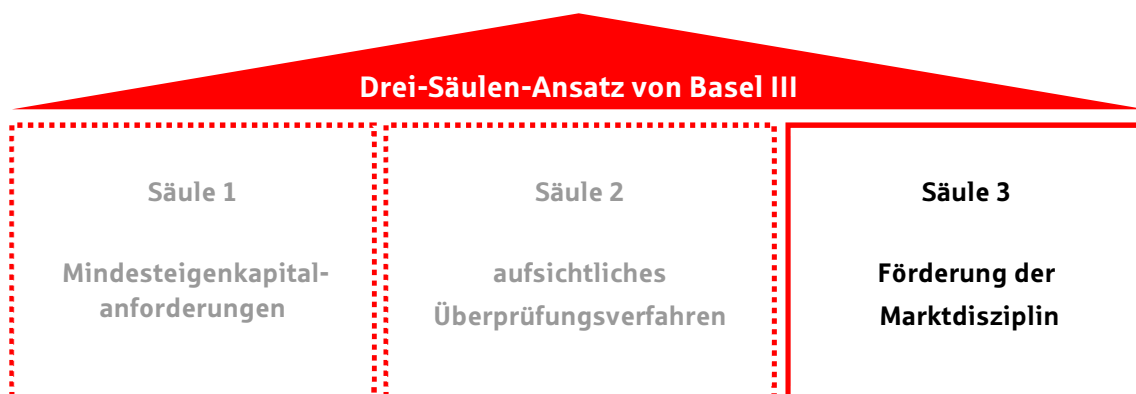 Drei-Säulen-Ansatz von Basel III
Säule 1
Mindesteigenkapital-
anforderungen
Säule 2
aufsichtliches
Überprüfungsverfahren
Säule 3
Förderung der
Marktdisziplin